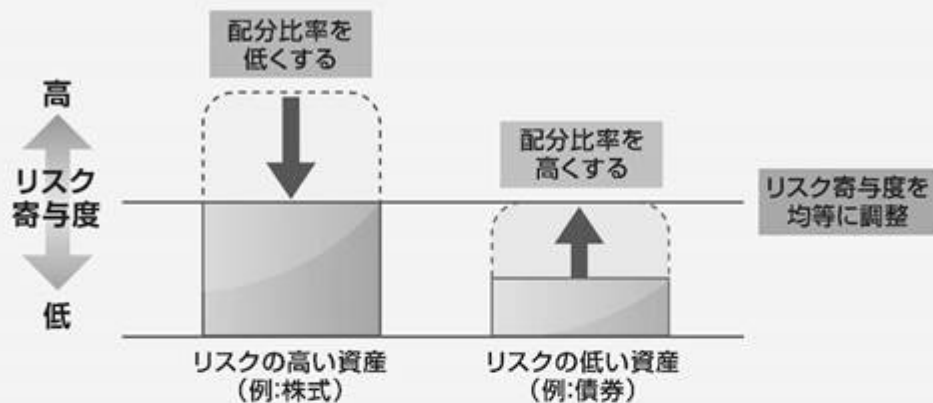 配分比率を
低くする
高
リスク
寄与度
低
配分比率を
高くする
リスク寄与度を
均等に調整
リスクの高い資産
(例:株式)
リスクの低い資産
(例:債券)